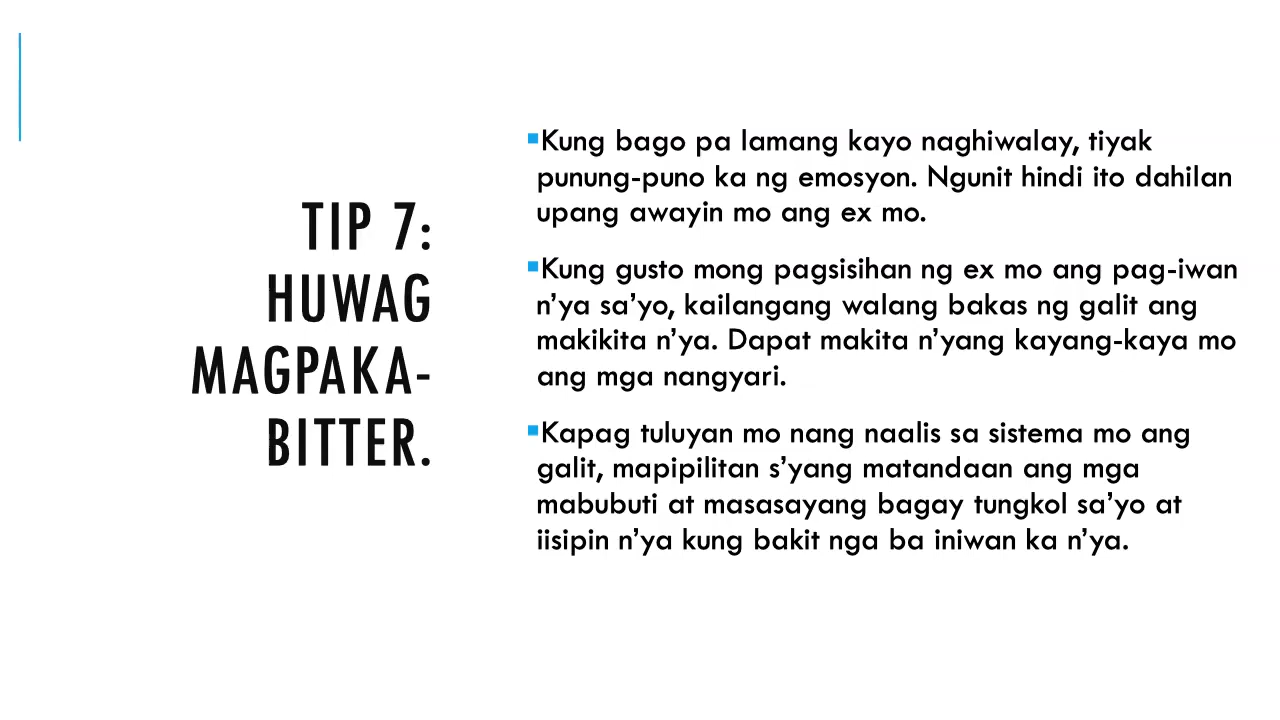 TIP 7:
HUWAG
MAGPAKA-
BITTER.
▪Kung bago pa lamang kayo naghiwalay, tiyak
punung-puno ka ng emosyon. Ngunit hindi ito dahilan
upang awayin mo ang ex mo.
▪Kung gusto mong pagsisihan ng ex mo ang pag-iwan
n’ya sa’yo, kailangang walang bakas ng galit ang
makikita n’ya. Dapat makita n’yang kayang-kaya mo
ang mga nangyari.
▪Kapag tuluyan mo nang naalis sa sistema mo ang
galit, mapipilitan s’yang matandaan ang mga
mabubuti at masasayang bagay tungkol sa’yo at
iisipin n’ya kung bakit nga ba iniwan ka n’ya.